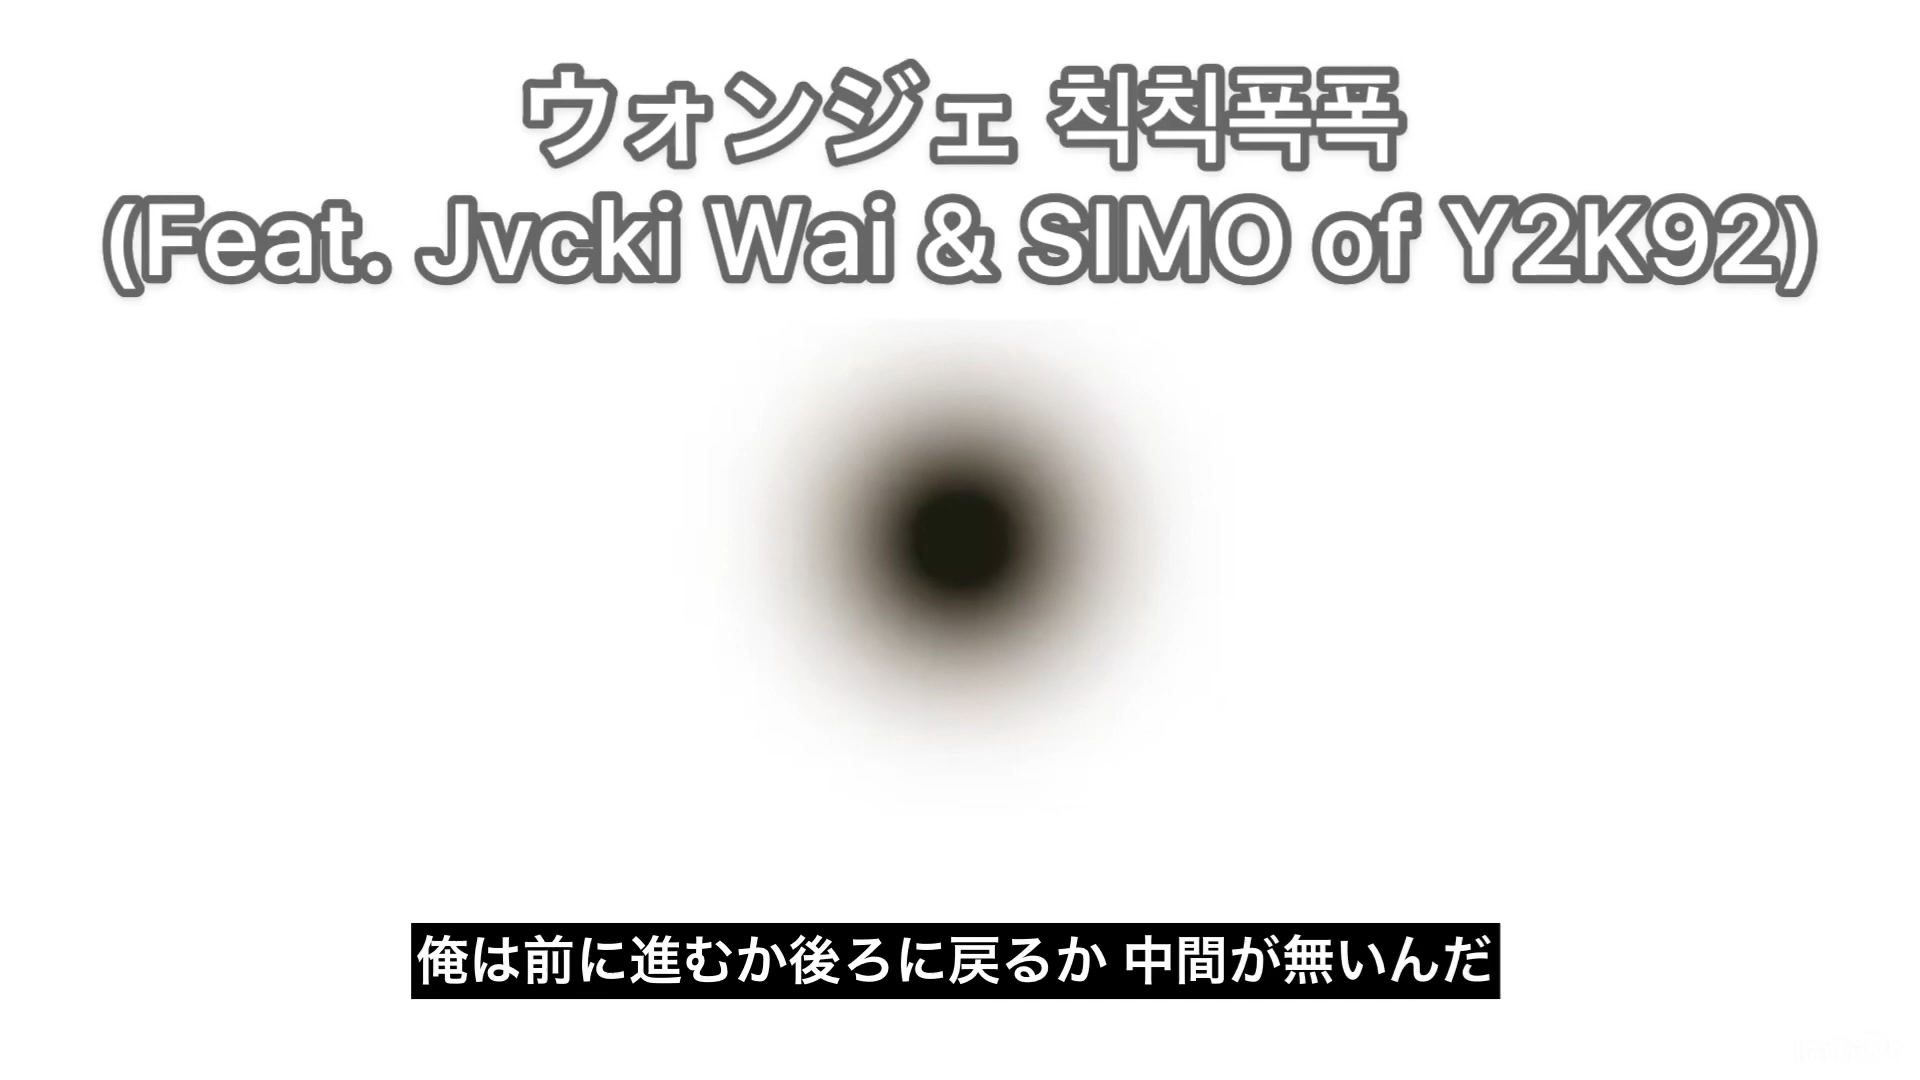 ウォンジェ 칙칙폭폭
(Feat. Jvcki Wai & SIMO of Y2K92)
俺は前に進むか後ろに戻るか 中間が無いんだ